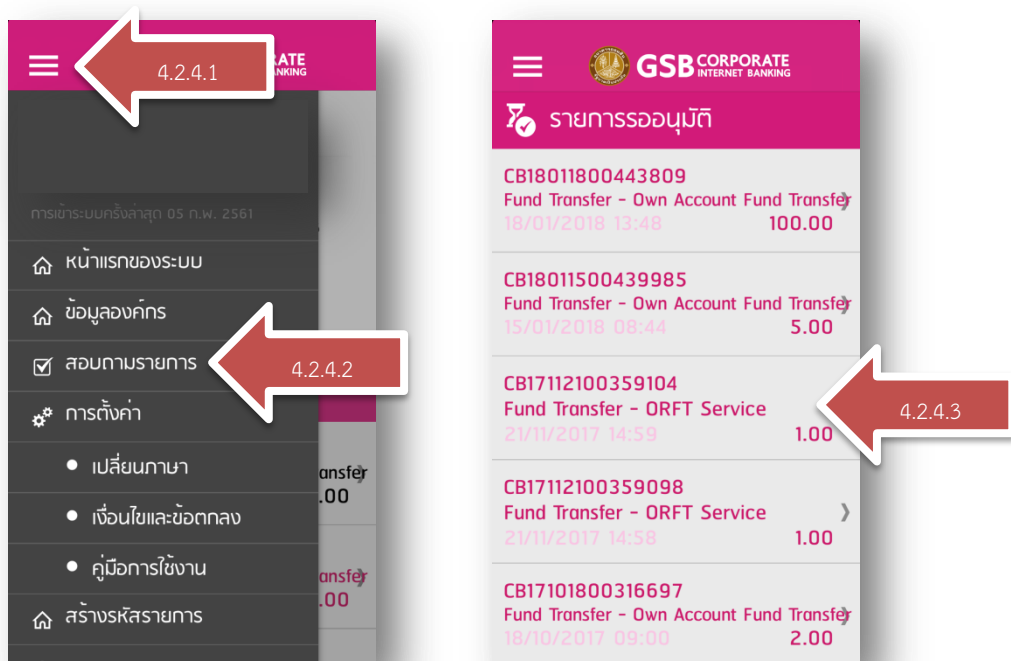 4.2.4.1
RATE
ANKING
การเข้าระบบครั้งล่าสุด 05 ก.พ. 2561
หน้าแรกของระบบ
ข้อมูลองค์กร
สอบถามรายการ
4.2.4.2
การตั้งค่า
เปลี่ยนภาษา
เงื่อนไขและข้อตกลง
คู่มือการใช้งาน
สร้างรหัสรายการ
ansfer
.00
ansfer
.00
GSB CORPORATE
INTERNET BANKING
รายการรออนุมัติ
CB18011800443809
Fund Transfer - Own Account Fund Transfer
18/01/2018 13:48 100.00
CB18011500439985
Fund Transfer - Own Account Fund Transfer
15/01/2018 08:44 5.00
CB17112100359104
Fund Transfer - ORFT Service
21/11/2017 14:59 1.00
4.2.4.3
CB17112100359098
Fund Transfer - ORFT Service
21/11/2017 14:58 1.00
CB17101800316697
Fund Transfer - Own Account Fund Transfer
18/10/2017 09:00 2.00